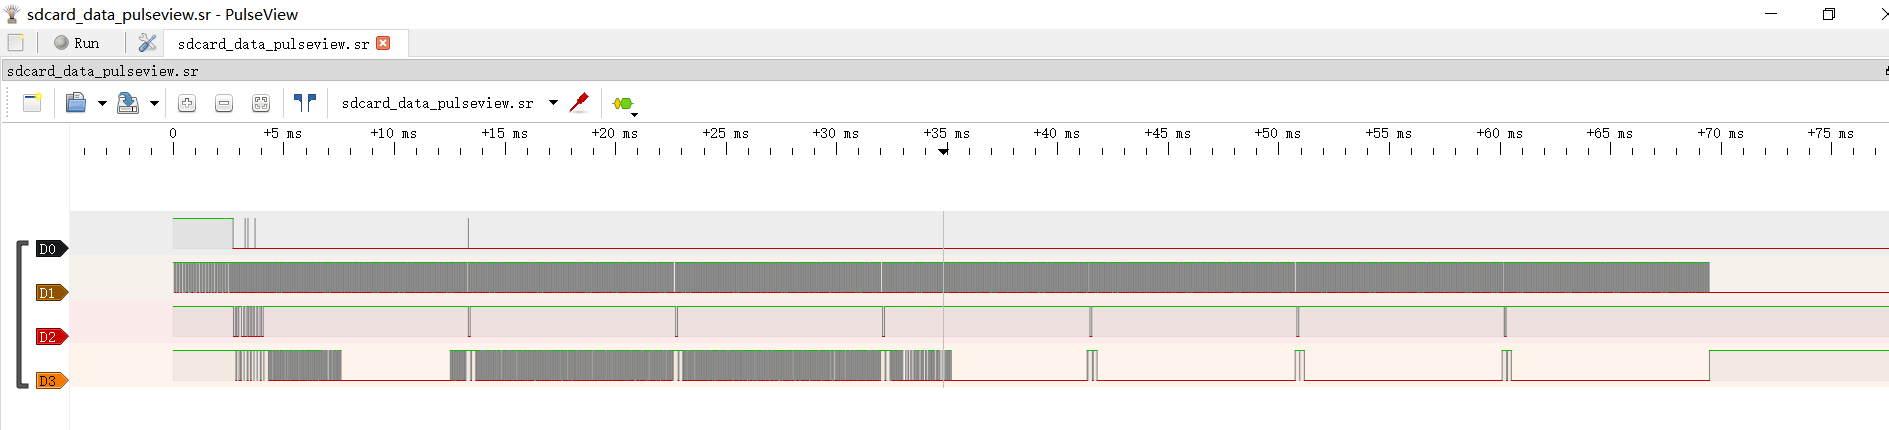 sdcard_data_pulseview.sr - PulseView
Run
sdcard_data_pulseview.sr
sdcard_data_pulseview.sr
sdcard_data_pulseview.sr
0 +5 ms +10 ms +15 ms +20 ms +25 ms +30 ms +35 ms +40 ms +45 ms +50 ms +55 ms +60 ms +65 ms +70 ms +75 ms
D0
D1
D2
D3